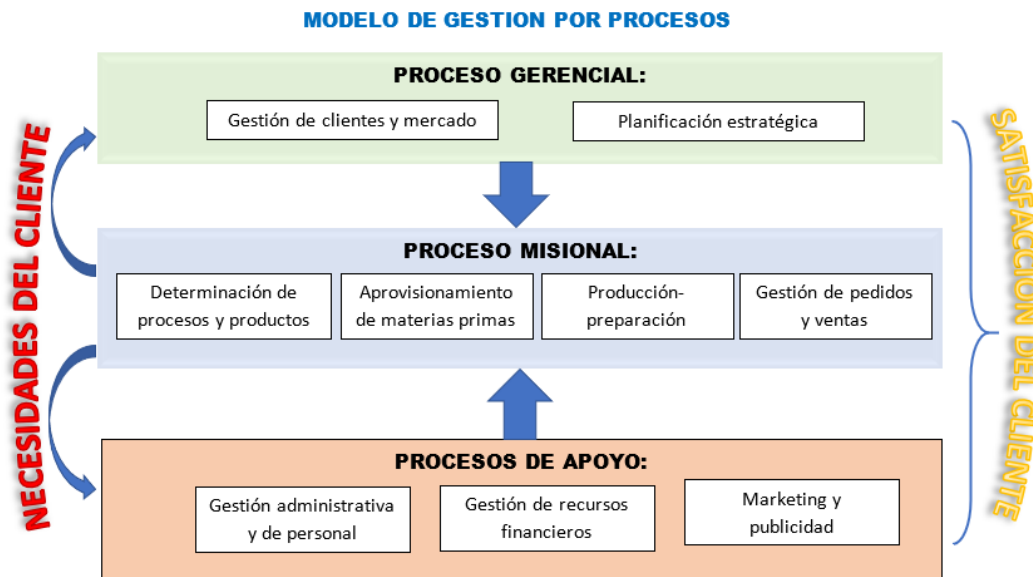 MODELO DE GESTION POR PROCESOS
NECESIDADES DEL CLIENTE
PROCESO GERENCIAL:
Gestión de clientes y mercado
Planificación estratégica
PROCESO MISIONAL:
Determinación de
procesos y productos
Aprovisionamiento
de materias primas
Producción-
preparación
Gestión de pedidos
y ventas
PROCESOS DE APOYO:
Gestión administrativa
y de personal
Gestión de recursos
financieros
Marketing y
publicidad
SATISFACCION DEL CLIENTE